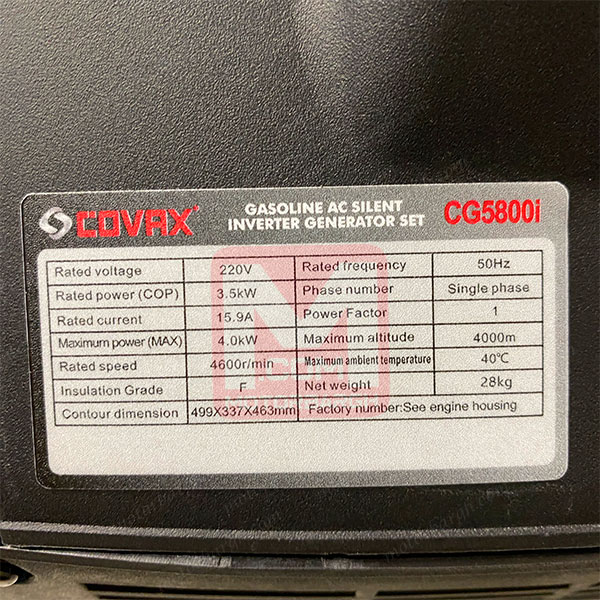 COVAX
GASOLINE AC SILENT
INVERTER GENERATOR SET
CG5800i
Rated voltage 220V Rated frequency 50Hz
Rated power (COP) 3.5kW Phase number Single phase
Rated current 15.9A Power Factor 1
Maximum power (MAX) 4.0kW Maximum altitude 4000m
Rated speed 4600r/min Maximum ambient temperature 40℃
Insulation Grade F Net weight 28kg
Contour dimension 499X337X463mm Factory number:See engine housing